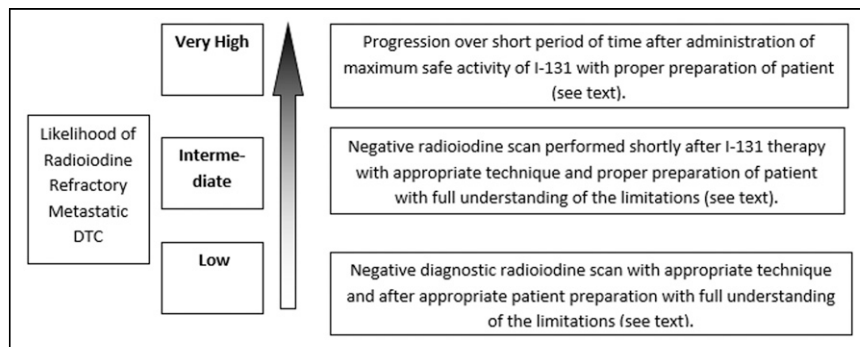 Very High
Progression over short period of time after administration of
maximum safe activity of I-131 with proper preparation of patient
(see text).
Likelihood of
Radioiodine
Refractory
Metastatic
DTC
Interme-
diate
Negative radioiodine scan performed shortly after I-131 therapy
with appropriate technique and proper preparation of patient
with full understanding of the limitations (see text).
Low
Negative diagnostic radioiodine scan with appropriate technique
and after appropriate patient preparation with full understanding
of the limitations (see text).